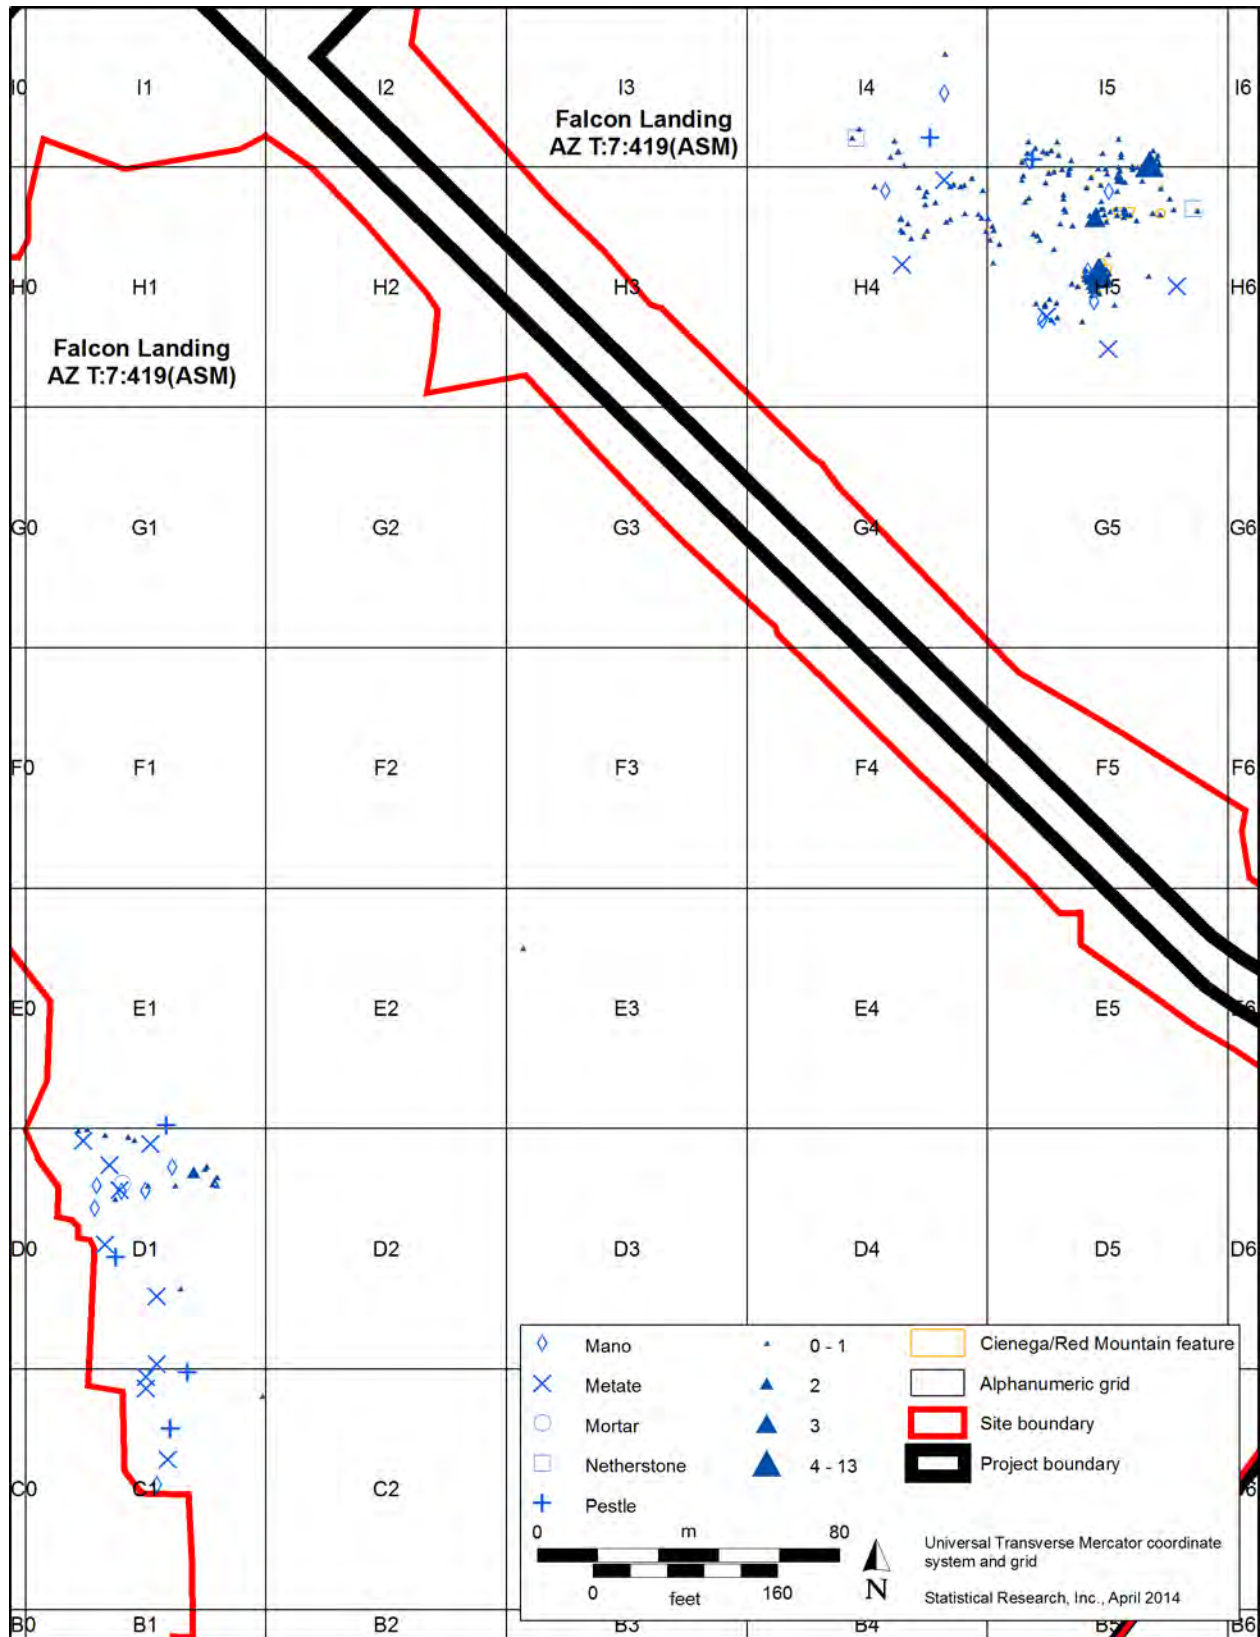 I0 I1 I2 I3 I4 I5 I6
Falcon Landing
AZ T:7:419(ASM)
H0 H1 H2 H3 H4 H5 H6
Falcon Landing
AZ T:7:419(ASM)
G0 G1 G2 G3 G4 G5 G6
F0 F1 F2 F3 F4 F5 F6
E0 E1 E2 E3 E4 E5 E6
D0 D1 D2 D3 D4 D5 D6
Mano
Metate
Mortar
Netherstone
Pestle
0 - 1
2
3
4 - 13
Cienega/Red Mountain feature
Alphanumeric grid
Site boundary
Project boundary
C0 C1 C2
0 m 80
0 feet 160
N
Universal Transverse Mercator coordinate
system and grid
Statistical Research, Inc., April 2014
B0 B1 B2 B3 B4 B5 B6